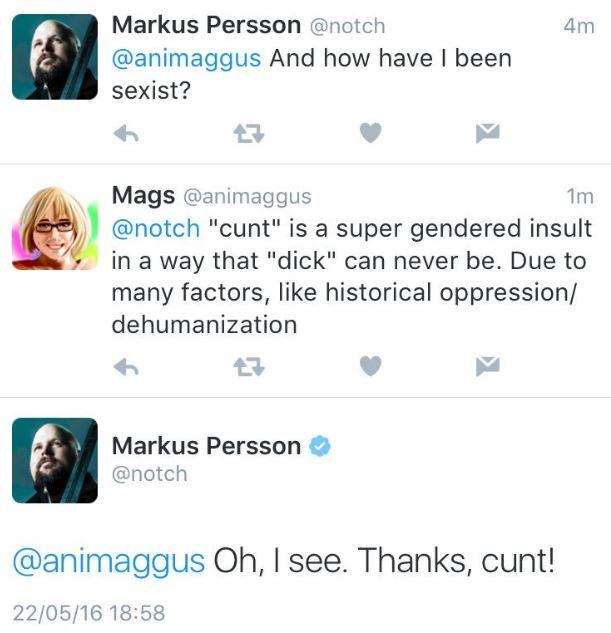 Markus Persson @notch 4m
@animaggus And how have I been
sexist?
Mags @animaggus 1m
@notch "cunt" is a super gendered insult
in a way that "dick" can never be. Due to
many factors, like historical oppression/
dehumanization
Markus Persson
@notch
@animaggus Oh, I see. Thanks, cunt!
22/05/16 18:58